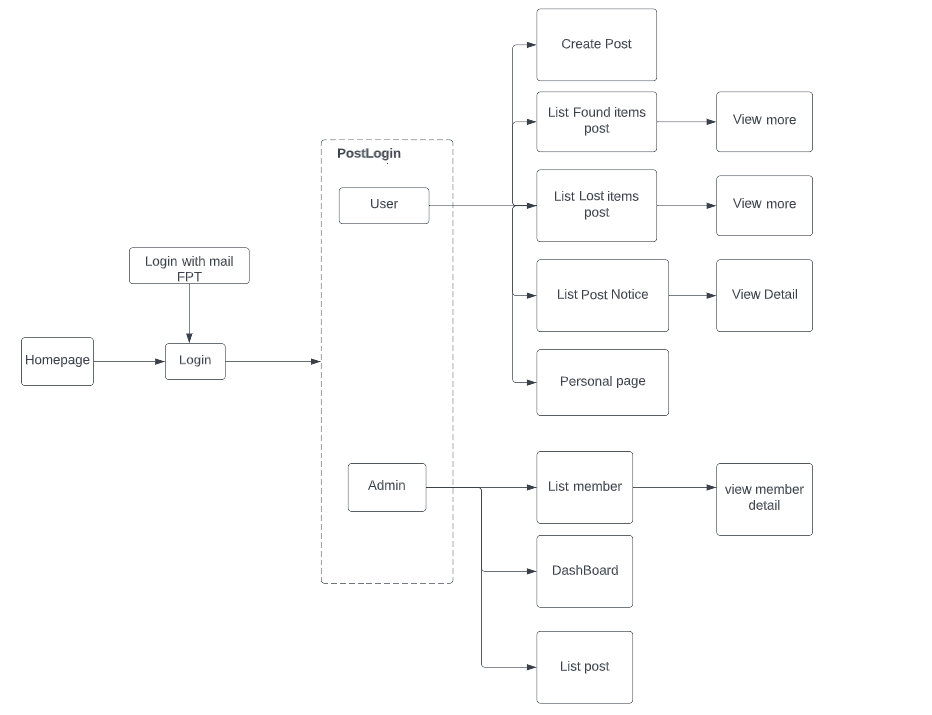 Create Post
List Found items
post
View more
PostLogin
User
List Lost items
post
View more
Login with mail
FPT
List Post Notice
View Detail
Homepage
Login
Personal page
Admin
List member
view member
detail
DashBoard
List post